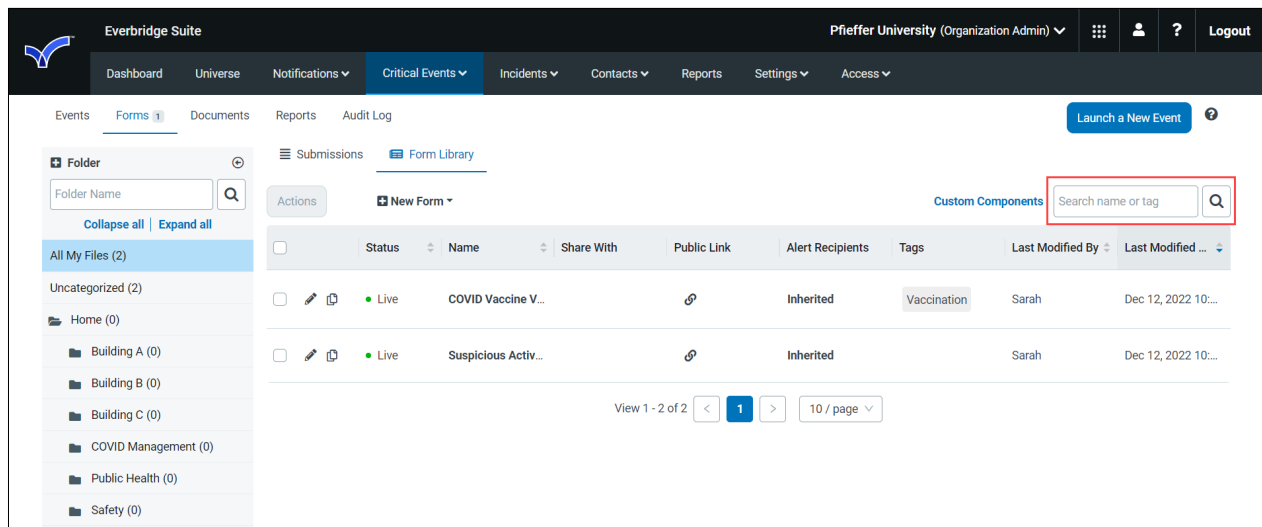 Everbridge Suite
Pfieffer University (Organization Admin)
?
Logout
Dashboard
Universe
Notifications
Critical Events
Incidents
Contacts
Reports
Settings
Access
Events
Forms 1
Documents
Reports
Audit Log
Launch a New Event
?
Folder
Submissions
Form Library
Folder Name
Actions
New Form
Custom Components
Search name or tag
Collapse all | Expand all
Status
Name
Share With
Public Link
Alert Recipients
Tags
Last Modified By
Last Modified ...
All My Files (2)
Uncategorized (2)
Live
COVID Vaccine V...
Inherited
Vaccination
Sarah
Dec 12, 2022 10:...
Home (0)
Building A (0)
Live
Suspicious Activ...
Inherited
Sarah
Dec 12, 2022 10:...
Building B (0)
Building C (0)
View 1 - 2 of 2 < 1 > 10 / page
COVID Management (0)
Public Health (0)
Safety (0)